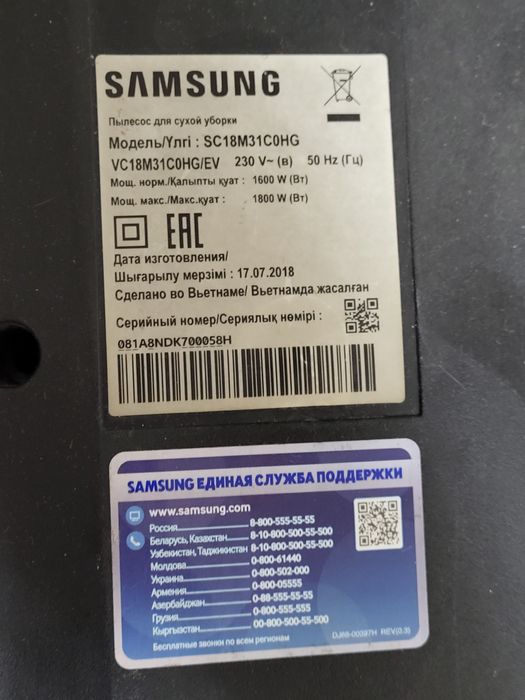 SAMSUNG
Пылесос для сухой уборки
Модель/Үлгі : SC18M31C0HG
VC18M31C0HG/EV 230 V~ (в) 50 Hz (Гц)
Мощ. норм./Қалыпты қуат : 1600 W (Вт)
Мощ. макс./Макс.қуат : 1800 W (Вт)
EAC
Дата изготовления/
Шығарылу мерзімі : 17.07.2018
Сделано во Вьетнаме/ Вьетнамда жасалған
Серийный номер/Сериялық нөмірі :
081A8NDK700058H
SAMSUNG ЕДИНАЯ СЛУЖБА ПОДДЕРЖКИ
www.samsung.com
Россия 8-800-555-55-55
Беларусь, Казахстан 8-10-800-500-55-500
Узбекистан, Таджикистан 8-10-800-500-55-500
Молдова 0-800-61440
Украина 0-800-502-000
Армения 0-800-05555
Азербайджан 0-88-555-55-55
Грузия 0-800-555-555
Кыргызстан 00-800-500-55-500
Бесплатные звонки по всем регионам DJ68-00397H REV(0.3)